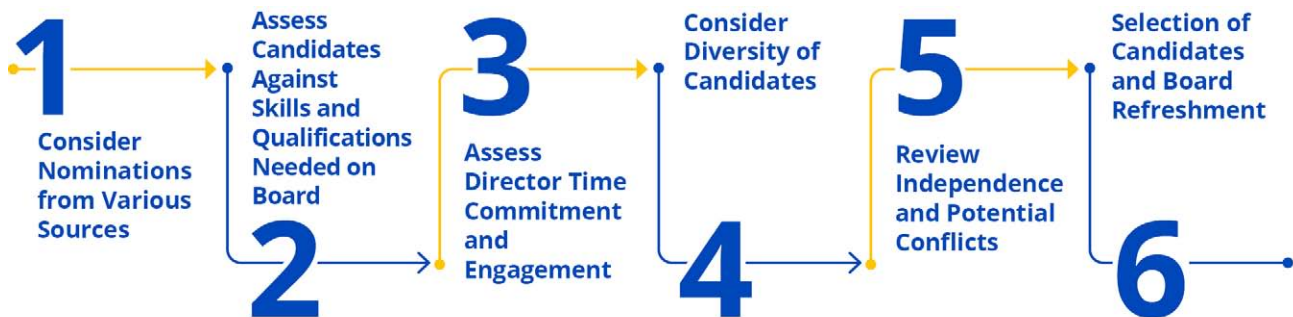 1
Consider
Nominations
from Various
Sources
Assess
Candidates
Against
Skills and
Qualifications
Needed on
Board
2
3
Assess
Director Time
Commitment
and
Engagement
Consider
Diversity of
Candidates
4
5
Review
Independence
and Potential
Conflicts
Selection of
Candidates
and Board
Refreshment
6